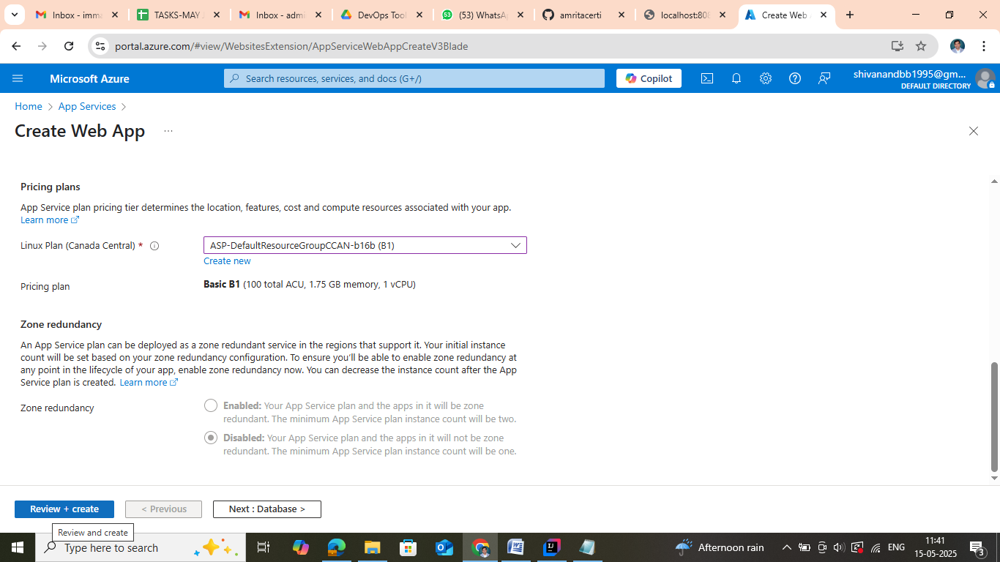 Inbox - imma
TASKS-MAY
Inbox - admi
DevOps Tool
(53) WhatsA
amritacerti
localhost:808
Create Web A
portal.azure.com/#view/WebsitesExtension/AppServiceWebAppCreateV3Blade
Microsoft Azure
Search resources, services, and docs (G+/)
Copilot
shivanandbb1995@gm...
DEFAULT DIRECTORY
Home > App Services >
Create Web App ...
Pricing plans
App Service plan pricing tier determines the location, features, cost and compute resources associated with your app.
Learn more
Linux Plan (Canada Central) *
ASP-DefaultResourceGroupCCAN-b16b (B1)
Create new
Pricing plan
Basic B1 (100 total ACU, 1.75 GB memory, 1 vCPU)
Zone redundancy
An App Service plan can be deployed as a zone redundant service in the regions that support it. Your initial instance
count will be set based on your zone redundancy configuration. To ensure you'll be able to enable zone redundancy at
any point in the lifecycle of your app, enable zone redundancy now. You can decrease the instance count after the App
Service plan is created. Learn more
Zone redundancy
Enabled: Your App Service plan and the apps in it will be zone
redundant. The minimum App Service plan instance count will be two.
Disabled: Your App Service plan and the apps in it will not be zone
redundant. The minimum App Service plan instance count will be one.
Review + create
< Previous
Next : Database >
Review and create
Type here to search
Afternoon rain
ENG
11:41
15-05-2025
3